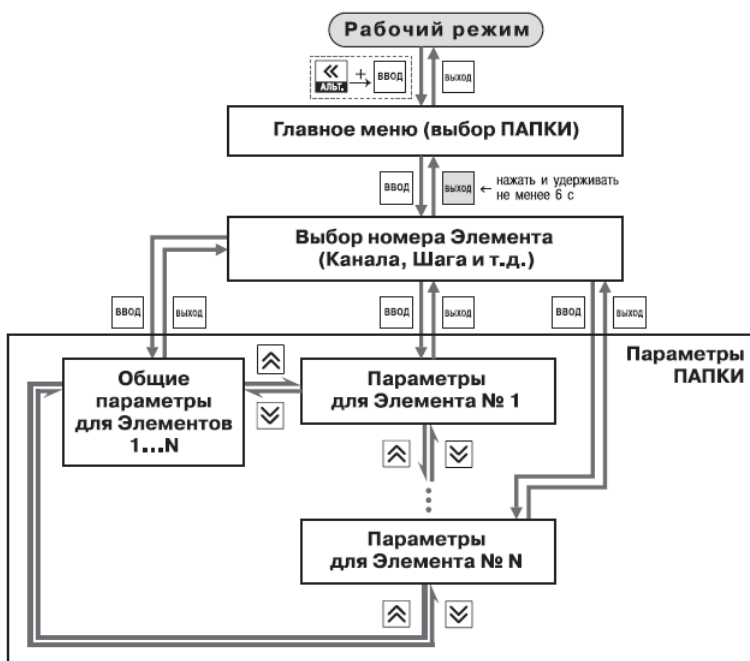 Рабочий режим
АЛЬТ.
+
ВВОД
ВЫХОД
Главное меню (выбор ПАПКИ)
ВВОД
ВЫХОД
← нажать и удерживать
не менее 6 с
Выбор номера Элемента
(Канала, Шага и т.д.)
ВВОД
ВЫХОД
ВВОД
ВЫХОД
ВВОД
ВЫХОД
Параметры
ПАПКИ
Общие
параметры
для Элементов
1...N
Параметры
для Элемента № 1
Параметры
для Элемента № N